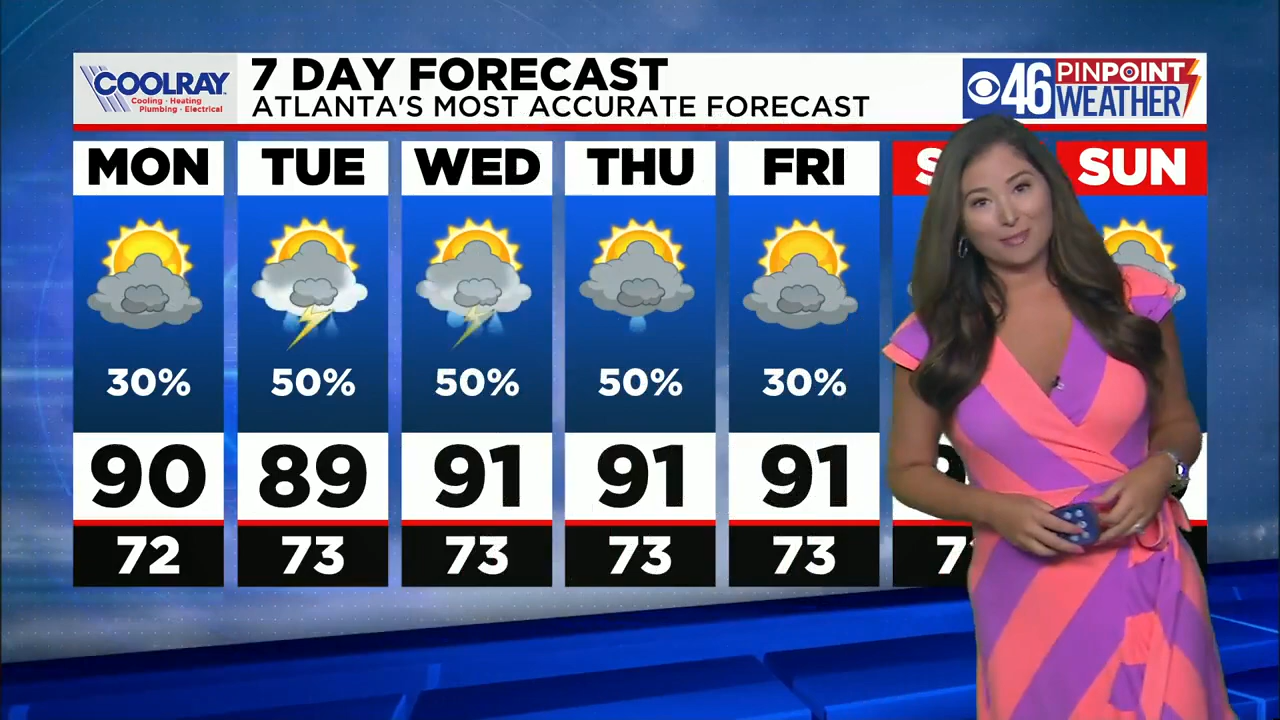 COOLRAY
Cooling · Heating
Plumbing · Electrical
7 DAY FORECAST
ATLANTA'S MOST ACCURATE FORECAST
46 PINPOINT
WEATHER
MON TUE WED THU FRI SUN
30% 50% 50% 50% 30%
90 89 91 91 91
72 73 73 73 73